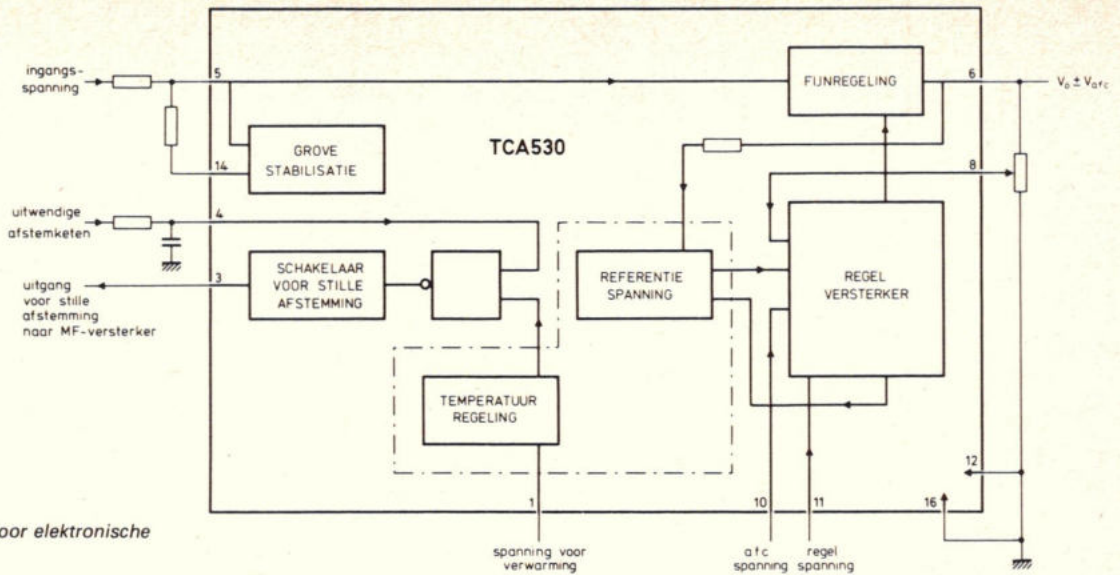 ingangs-
spanning
5
FIJNREGELING
6
Vo ± Vafc
GROVE
STABILISATIE
14
TCA530
8
uitwendige
afstemketen
4
SCHAKELAAR
VOOR STILLE
AFSTEMMING
3
uitgang
voor stille
afstemming
naar MF-versterker
REFERENTIE
SPANNING
REGEL
VERSTERKER
TEMPERATUUR
REGELING
12
16
1
10
11
oor elektronische
spanning voor
verwarming
afc
spanning
regel
spanning